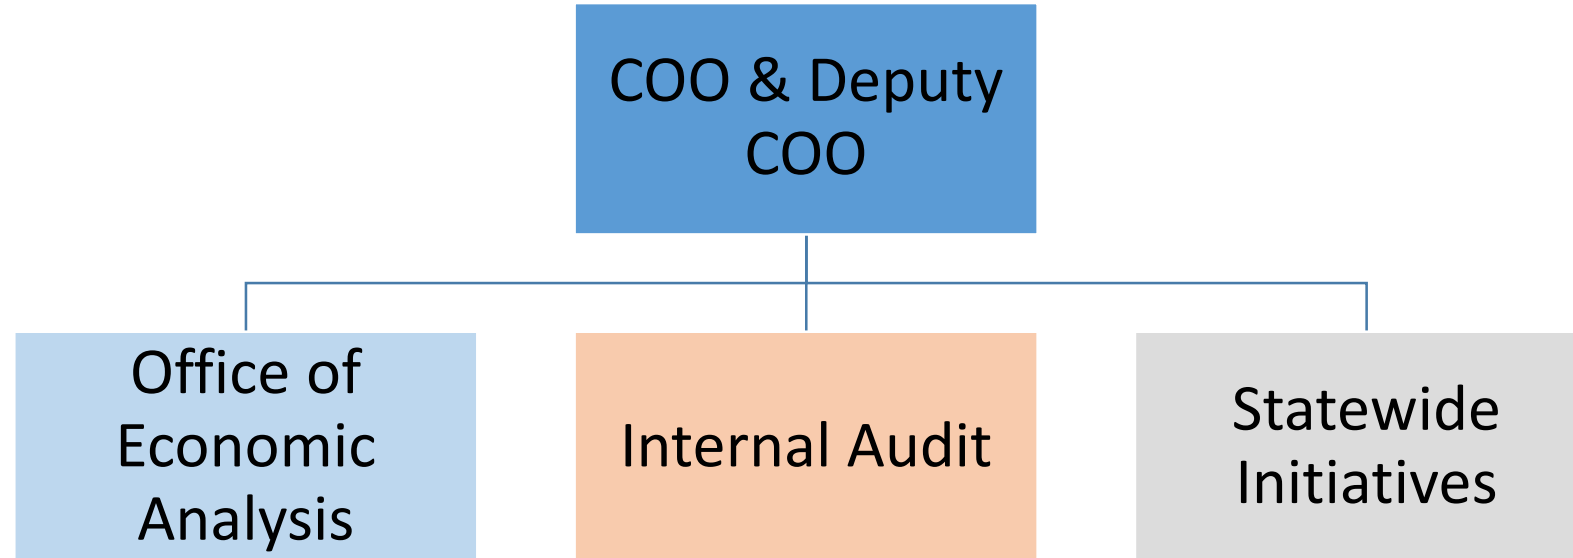 COO & Deputy
COO
Office of
Economic
Analysis
Internal Audit
Statewide
Initiatives